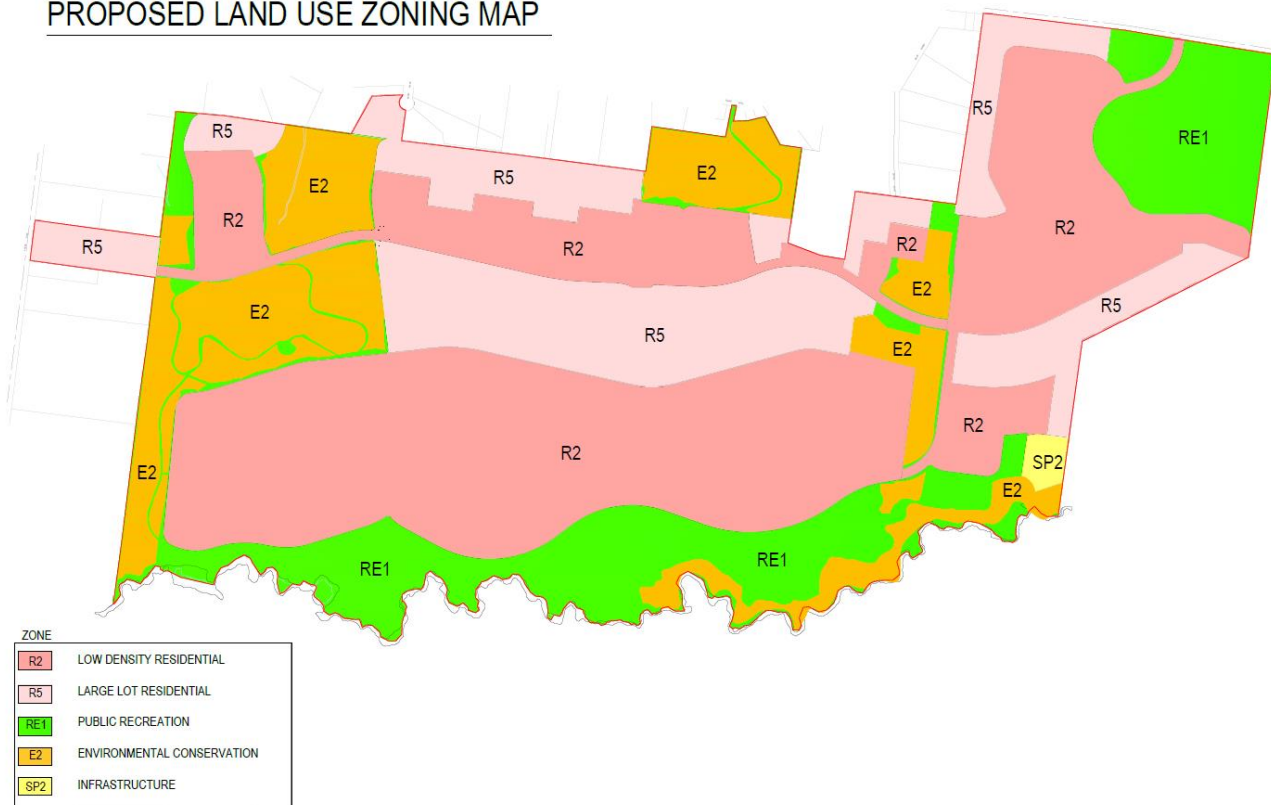 PROPOSED LAND USE ZONING MAP
R5
RE1
R5
E2
R5
E2
R2
R2
R2
R2
R5
E2
R5
E2
R5
E2
R2
R2
SP2
E2
E2
RE1
RE1
ZONE
R2 LOW DENSITY RESIDENTIAL
R5 LARGE LOT RESIDENTIAL
RE1 PUBLIC RECREATION
E2 ENVIRONMENTAL CONSERVATION
SP2 INFRASTRUCTURE